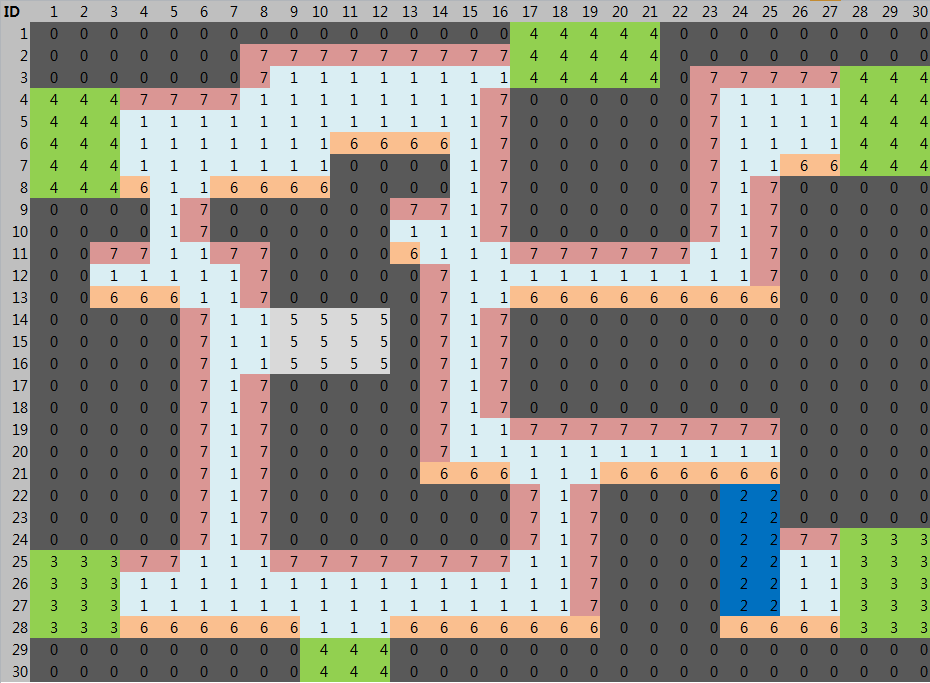 ID 1 2 3 4 5 6 7 8 9 10 11 12 13 14 15 16 17 18 19 20 21 22 23 24 25 26 27 28 29 30
1 0 0 0 0 0 0 0 0 0 0 0 0 0 0 0 0 4 4 4 4 4 0 0 0 0 0 0 0 0 0
2 0 0 0 0 0 0 0 7 7 7 7 7 7 7 7 7 4 4 4 4 4 0 0 0 0 0 0 0 0 0
3 0 0 0 0 0 0 0 7 1 1 1 1 1 1 1 1 4 4 4 4 4 0 7 7 7 7 7 4 4 4
4 4 4 4 7 7 7 7 1 1 1 1 1 1 1 1 7 0 0 0 0 0 0 7 1 1 1 1 4 4 4
5 4 4 4 1 1 1 1 1 1 1 1 1 1 1 1 7 0 0 0 0 0 0 7 1 1 1 1 4 4 4
6 4 4 4 1 1 1 1 1 1 1 6 6 6 6 1 7 0 0 0 0 0 0 7 1 1 1 1 4 4 4
7 4 4 4 1 1 1 1 1 1 1 0 0 0 0 1 7 0 0 0 0 0 0 7 1 1 6 6 4 4 4
8 4 4 4 6 1 1 6 6 6 6 0 0 0 0 1 7 0 0 0 0 0 0 7 1 7 0 0 0 0 0
9 0 0 0 0 1 7 0 0 0 0 0 0 7 7 1 7 0 0 0 0 0 0 7 1 7 0 0 0 0 0
10 0 0 0 0 1 7 0 0 0 0 0 0 1 1 1 7 0 0 0 0 0 0 7 1 7 0 0 0 0 0
11 0 0 7 7 1 1 7 7 0 0 0 0 6 1 1 1 7 7 7 7 7 7 1 1 7 0 0 0 0 0
12 0 0 1 1 1 1 1 7 0 0 0 0 0 7 1 1 1 1 1 1 1 1 1 1 7 0 0 0 0 0
13 0 0 6 6 6 1 1 7 0 0 0 0 0 7 1 1 6 6 6 6 6 6 6 6 6 0 0 0 0 0
14 0 0 0 0 0 7 1 1 5 5 5 5 0 7 1 7 0 0 0 0 0 0 0 0 0 0 0 0 0 0
15 0 0 0 0 0 7 1 1 5 5 5 5 0 7 1 7 0 0 0 0 0 0 0 0 0 0 0 0 0 0
16 0 0 0 0 0 7 1 1 5 5 5 5 0 7 1 7 0 0 0 0 0 0 0 0 0 0 0 0 0 0
17 0 0 0 0 0 7 1 7 0 0 0 0 0 7 1 7 0 0 0 0 0 0 0 0 0 0 0 0 0 0
18 0 0 0 0 0 7 1 7 0 0 0 0 0 7 1 7 0 0 0 0 0 0 0 0 0 0 0 0 0 0
19 0 0 0 0 0 7 1 7 0 0 0 0 0 7 1 1 7 7 7 7 7 7 7 7 7 0 0 0 0 0
20 0 0 0 0 0 7 1 7 0 0 0 0 0 7 1 1 1 1 1 1 1 1 1 1 1 0 0 0 0 0
21 0 0 0 0 0 7 1 7 0 0 0 0 0 6 6 6 1 1 1 6 6 6 6 6 6 0 0 0 0 0
22 0 0 0 0 0 7 1 7 0 0 0 0 0 0 0 0 7 1 7 0 0 0 0 2 2 0 0 0 0 0
23 0 0 0 0 0 7 1 7 0 0 0 0 0 0 0 0 7 1 7 0 0 0 0 2 2 0 0 0 0 0
24 0 0 0 0 0 7 1 7 0 0 0 0 0 0 0 0 7 1 7 0 0 0 0 2 2 7 7 3 3 3
25 3 3 3 7 7 1 1 1 7 7 7 7 7 7 7 7 1 1 7 0 0 0 0 2 2 1 1 3 3 3
26 3 3 3 1 1 1 1 1 1 1 1 1 1 1 1 1 1 1 7 0 0 0 0 2 2 1 1 3 3 3
27 3 3 3 1 1 1 1 1 1 1 1 1 1 1 1 1 1 1 7 0 0 0 0 2 2 1 1 3 3 3
28 3 3 3 6 6 6 6 6 6 1 1 1 6 6 6 6 6 6 6 0 0 0 0 6 6 6 6 3 3 3
29 0 0 0 0 0 0 0 0 0 4 4 4 0 0 0 0 0 0 0 0 0 0 0 0 0 0 0 0 0 0
30 0 0 0 0 0 0 0 0 0 4 4 4 0 0 0 0 0 0 0 0 0 0 0 0 0 0 0 0 0 0